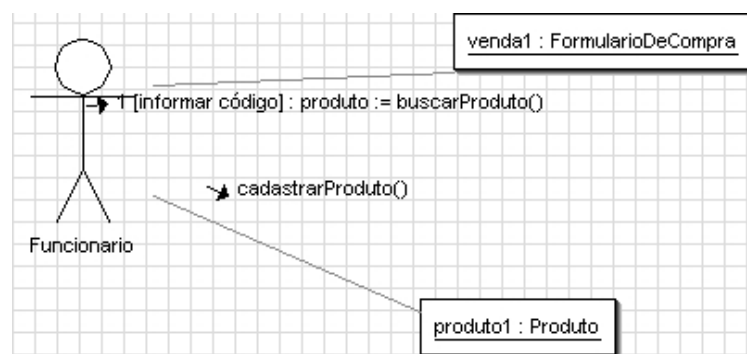 venda1 : FormularioDeCompra
1 [informar código] : produto := buscarProduto()
cadastrarProduto()
Funcionario
produto1 : Produto